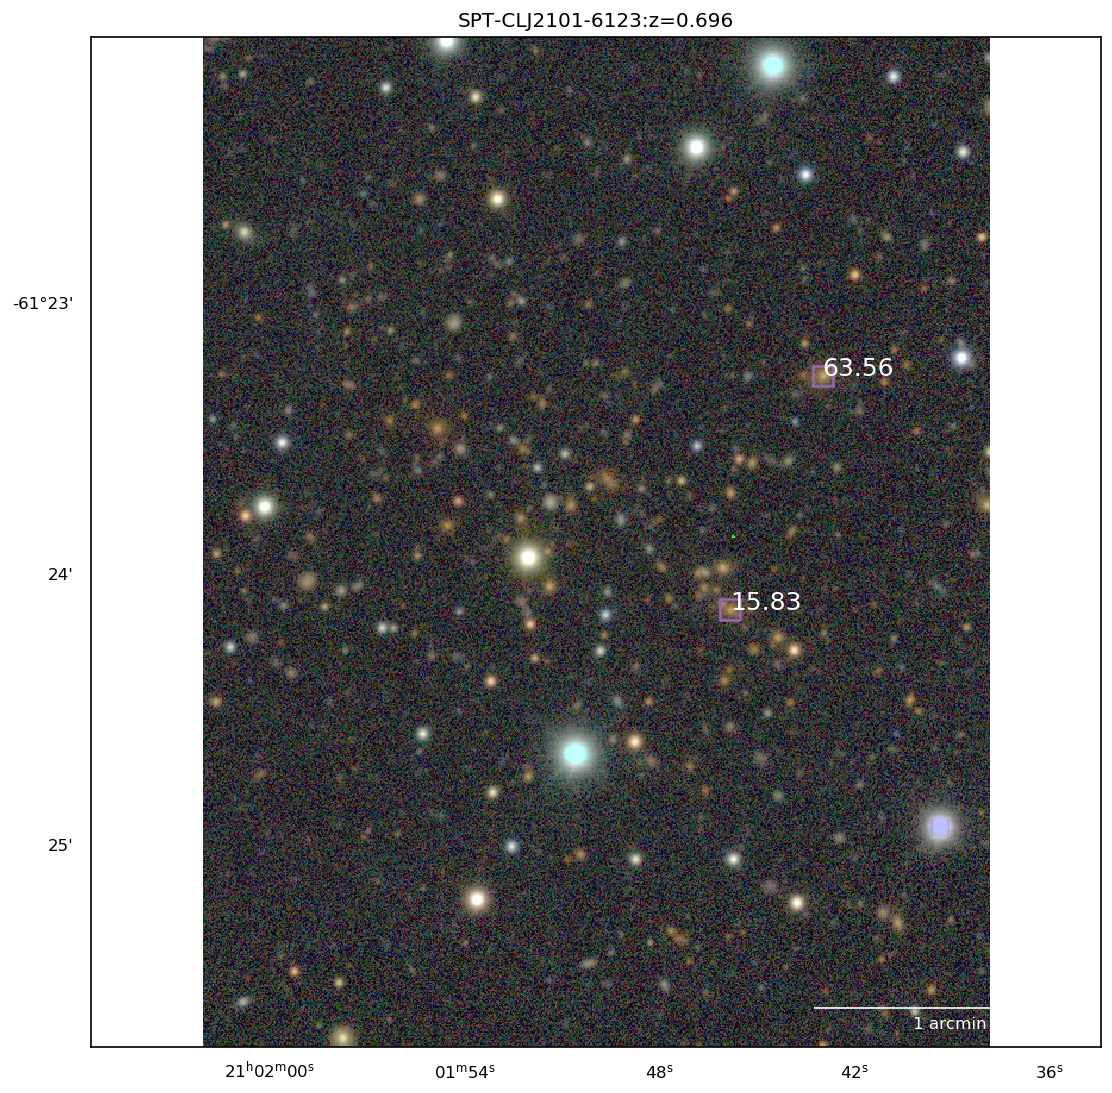 SPT-CLJ2101-6123:z=0.696
-61°23'
63.56
24'
15.83
25'
1 arcmin
21ʰ02ᵐ00ˢ 01ᵐ54ˢ 48ˢ 42ˢ 36ˢ